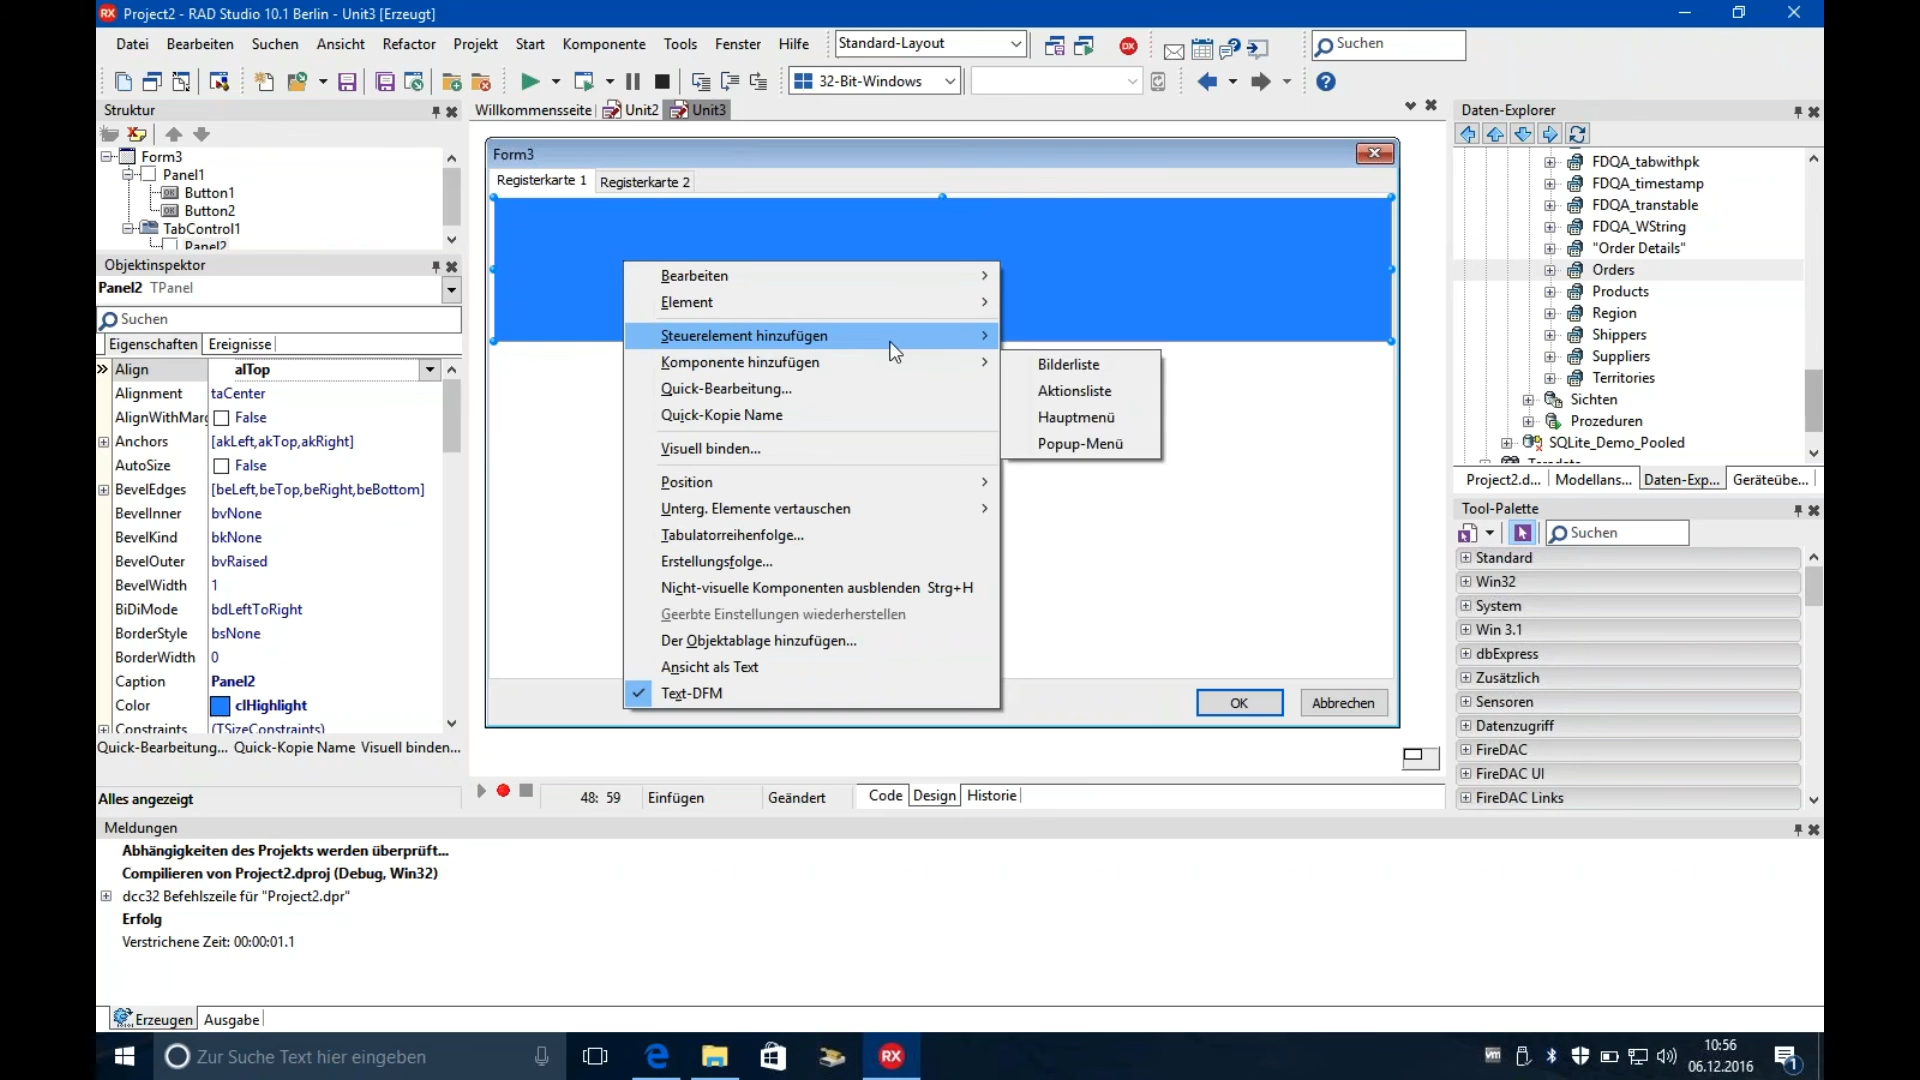 Project2 - RAD Studio 10.1 Berlin - Unit3 [Erzeugt]
Datei Bearbeiten Suchen Ansicht Refactor Projekt Start Komponente Tools Fenster Hilfe Standard-Layout Suchen
32-Bit-Windows
Struktur
Form3
Panel1
Button1
Button2
TabControl1
Panel2
Objektinspektor
Panel2 TPanel
Suchen
Eigenschaften Ereignisse
Align alTop
Alignment taCenter
AlignWithMarg False
Anchors [akLeft,akTop,akRight]
AutoSize False
BevelEdges [beLeft,beTop,beRight,beBottom]
BevelInner bvNone
BevelKind bkNone
BevelOuter bvRaised
BevelWidth 1
BiDiMode bdLeftToRight
BorderStyle bsNone
BorderWidth 0
Caption Panel2
Color clHighlight
Constraints (TSizeConstraints)
Quick-Bearbeitung... Quick-Kopie Name Visuell binden...
Alles angezeigt
Willkommensseite Unit2 Unit3
Form3
Registerkarte 1 Registerkarte 2
Bearbeiten
Element
Steuerelement hinzufügen
Komponente hinzufügen
Quick-Bearbeitung...
Quick-Kopie Name
Visuell binden...
Position
Unterg. Elemente vertauschen
Tabulatorreihenfolge...
Erstellungsfolge...
Nicht-visuelle Komponenten ausblenden Strg+H
Geerbte Einstellungen wiederherstellen
Der Objektablage hinzufügen...
Ansicht als Text
Text-DFM
Bilderliste
Aktionsliste
Hauptmenü
Popup-Menü
OK Abbrechen
48: 59 Einfügen Geändert Code Design Historie
Daten-Explorer
FDQA_tabwithpk
FDQA_timestamp
FDQA_transtable
FDQA_WString
"Order Details"
Orders
Products
Region
Shippers
Suppliers
Territories
Sichten
Prozeduren
SQLite_Demo_Pooled
Project2.d... Modellans... Daten-Exp... Geräteübe...
Tool-Palette
Suchen
Standard
Win32
System
Win 3.1
dbExpress
Zusätzlich
Sensoren
Datenzugriff
FireDAC
FireDAC UI
FireDAC Links
Meldungen
Abhängigkeiten des Projekts werden überprüft...
Compilieren von Project2.dproj (Debug, Win32)
dcc32 Befehlszeile für "Project2.dpr"
Erfolg
Verstrichene Zeit: 00:00:01.1
Erzeugen Ausgabe
Zur Suche Text hier eingeben
RX
10:56
06.12.2016
1